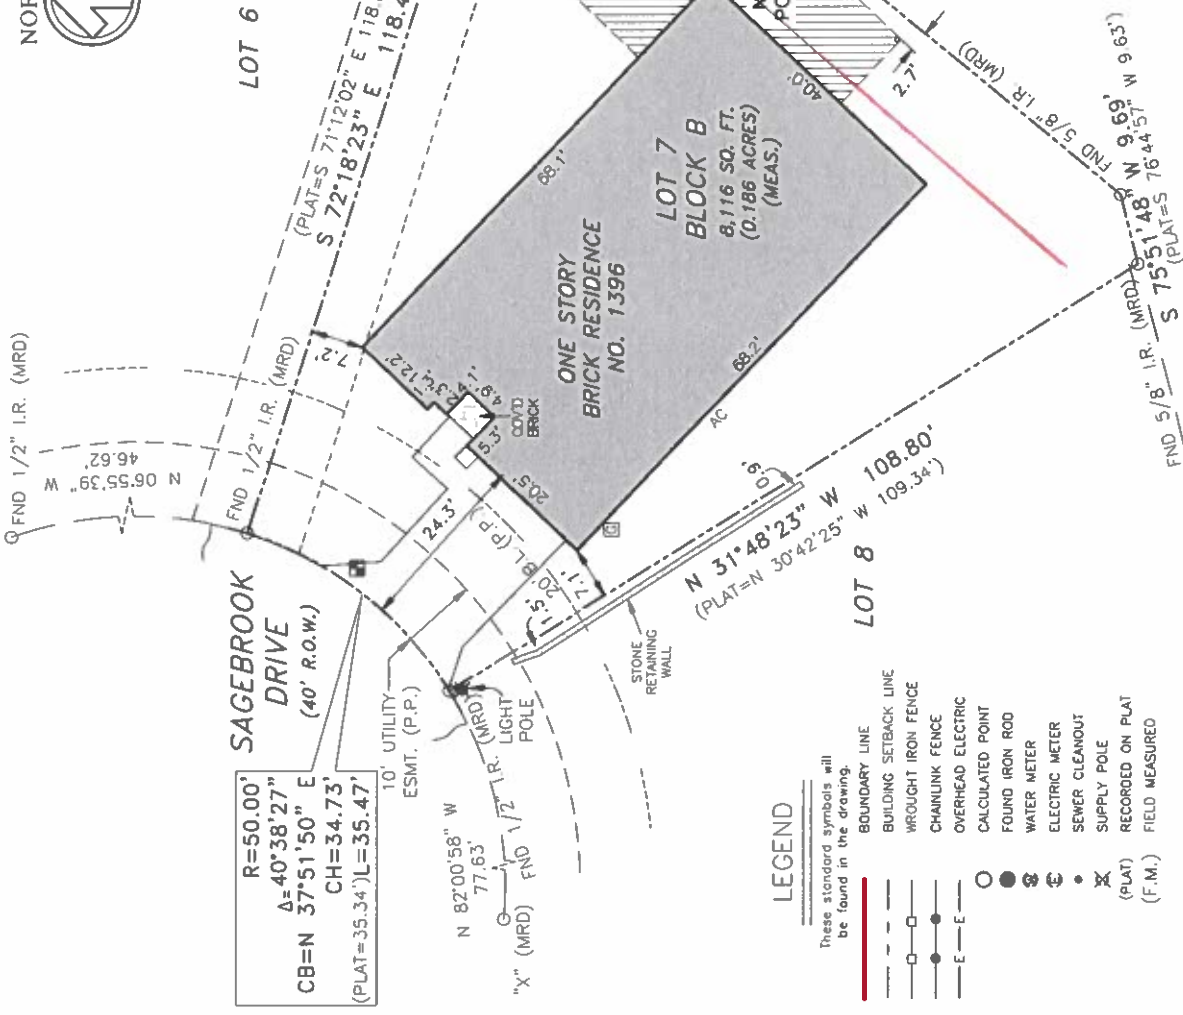 NOR
LOT 6
(PLAT=S 71°12'02" E 118.
S 72°18'23" E 118.4
FND 1/2" I.R. (MRD)
N 06°55'39" W
46.62'
FND 1/2" I.R. (MRD)
7.2'
68.1'
12.2'
4.1'
4.9'
COV'D
BRICK
5.3'
20.5'
24.3'
20' B.L. (P.P.)
7.1'
1.5'
ONE STORY
BRICK RESIDENCE
NO. 1396
LOT 7
BLOCK B
8,116 SQ. FT.
(0.186 ACRES)
(MEAS.)
40.0'
2.7'
(MRD)
FND 5/8" I.R.
68.2'
AC
G
0.9'
N 31°48'23" W 108.80'
(PLAT=N 30°42'25" W 109.34')
LOT 8
STONE
RETAINING
WALL
FND 5/8" I.R. (MRD)
S 75°51'48" W 9.69'
(PLAT=S 76°44'57" W 9.63')
SAGEBROOK
DRIVE
(40' R.O.W.)
R=50.00'
Δ=40°38'27"
CB=N 37°51'50" E
CH=34.73'
(PLAT=35.34')L=35.47'
10' UTILITY
ESMT. (P.P.)
LIGHT
POLE
N 82°00'58" W
77.63'
"X" (MRD)
FND 1/2" I.R. (MRD)
LEGEND
These standard symbols will
be found in the drawing.
BOUNDARY LINE
BUILDING SETBACK LINE
WROUGHT IRON FENCE
CHAINLINK FENCE
E E OVERHEAD ELECTRIC
CALCULATED POINT
FOUND IRON ROD
WATER METER
E ELECTRIC METER
SEWER CLEANOUT
SUPPLY POLE
(PLAT) RECORDED ON PLAT
(F.M.) FIELD MEASURED